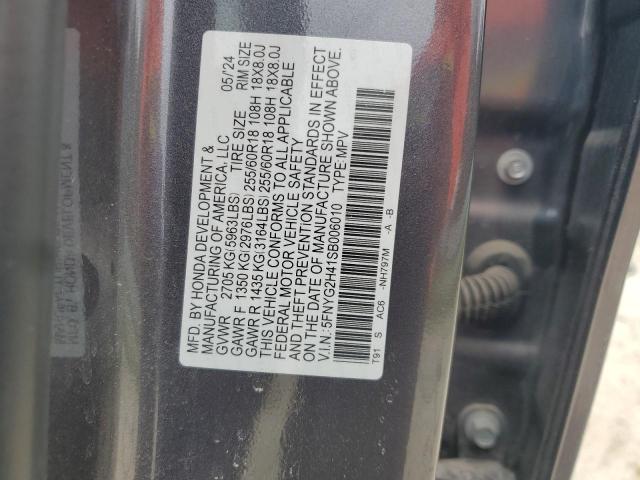 MFD. BY HONDA DEVELOPMENT &
MANUFACTURING OF AMERICA, LLC 05/24
GVWR 2705 KG(5963LBS) TIRE SIZE RIM SIZE
GAWR F 1350 KG(2976LBS) 255/60R18 108H 18X8.0J
GAWR R 1435 KG(3164LBS) 255/60R18 108H 18X8.0J
THIS VEHICLE CONFORMS TO ALL APPLICABLE
FEDERAL MOTOR VEHICLE SAFETY
AND THEFT PREVENTION STANDARDS IN EFFECT
ON THE DATE OF MANUFACTURE SHOWN ABOVE.
V.I.N.:5FNYG2H41SB006010 TYPE:MPV
T91 S AC6 -NH797M -A -B